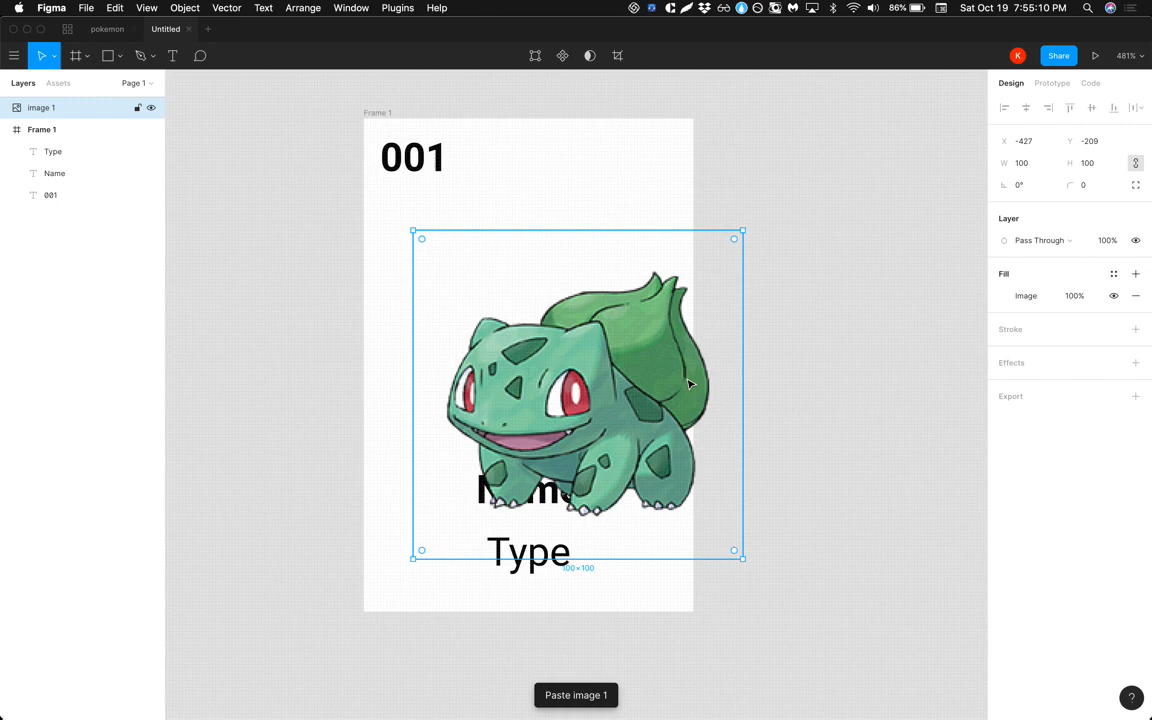 Figma File Edit View Object Vector Text Arrange Window Plugins Help 86% Sat Oct 19 7:55:10 PM
pokemon Untitled
K Share 481%
Layers Assets Page 1
image 1
Frame 1
Type
Name
001
Frame 1
001
Type
100×100
Paste image 1
Design Prototype Code
X -427 Y -209
W 100 H 100
0° 0
Layer
Pass Through 100%
Fill
Image 100%
Stroke
Effects
Export
?